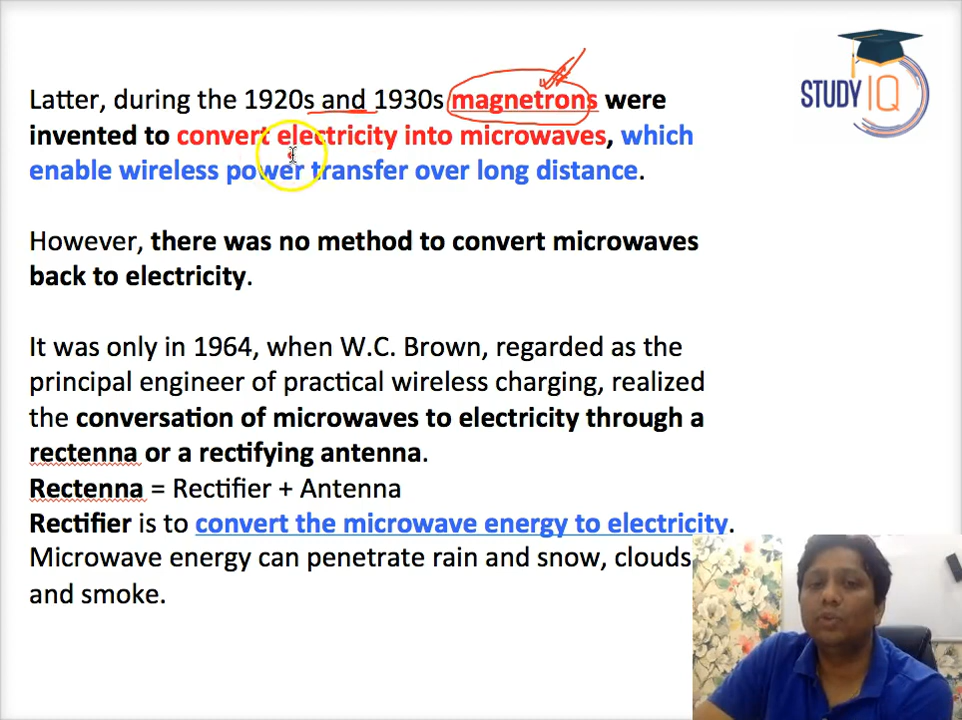 STUDY IQ
Latter, during the 1920s and 1930s magnetrons were
invented to convert electricity into microwaves, which
enable wireless power transfer over long distance.
However, there was no method to convert microwaves
back to electricity.
It was only in 1964, when W.C. Brown, regarded as the
principal engineer of practical wireless charging, realized
the conversation of microwaves to electricity through a
rectenna or a rectifying antenna.
Rectenna = Rectifier + Antenna
Rectifier is to convert the microwave energy to electricity.
Microwave energy can penetrate rain and snow, clouds
and smoke.